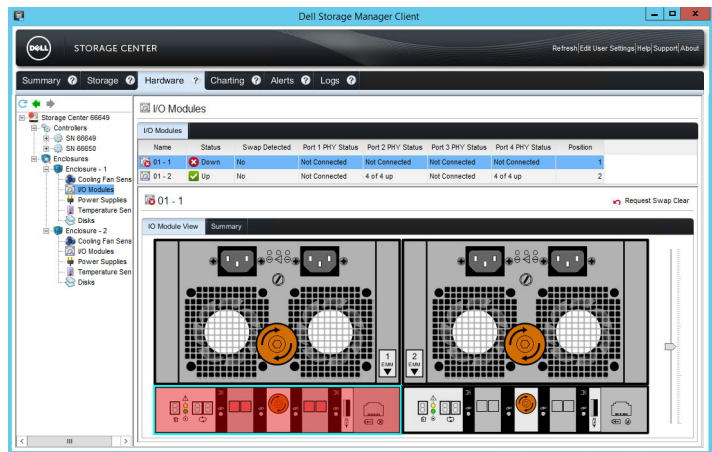 Dell Storage Manager Client
DELL
STORAGE CENTER
Refresh Edit User Settings Help Support About
Summary ? Storage ? Hardware ? Charting ? Alerts ? Logs ?
Storage Center 66649
Controllers
SN 66649
SN 66650
Enclosures
Enclosure - 1
Cooling Fan Sens
I/O Modules
Power Supplies
Temperature Sen
Disks
Enclosure - 2
Cooling Fan Sens
I/O Modules
Power Supplies
Temperature Sen
Disks
I/O Modules
I/O Modules
Name Status Swap Detected Port 1 PHY Status Port 2 PHY Status Port 3 PHY Status Port 4 PHY Status Position
01 - 1 Down No Not Connected Not Connected Not Connected Not Connected 1
01 - 2 Up No Not Connected 4 of 4 up Not Connected 4 of 4 up 2
01 - 1
Request Swap Clear
IO Module View Summary
1
EMM
2
EMM